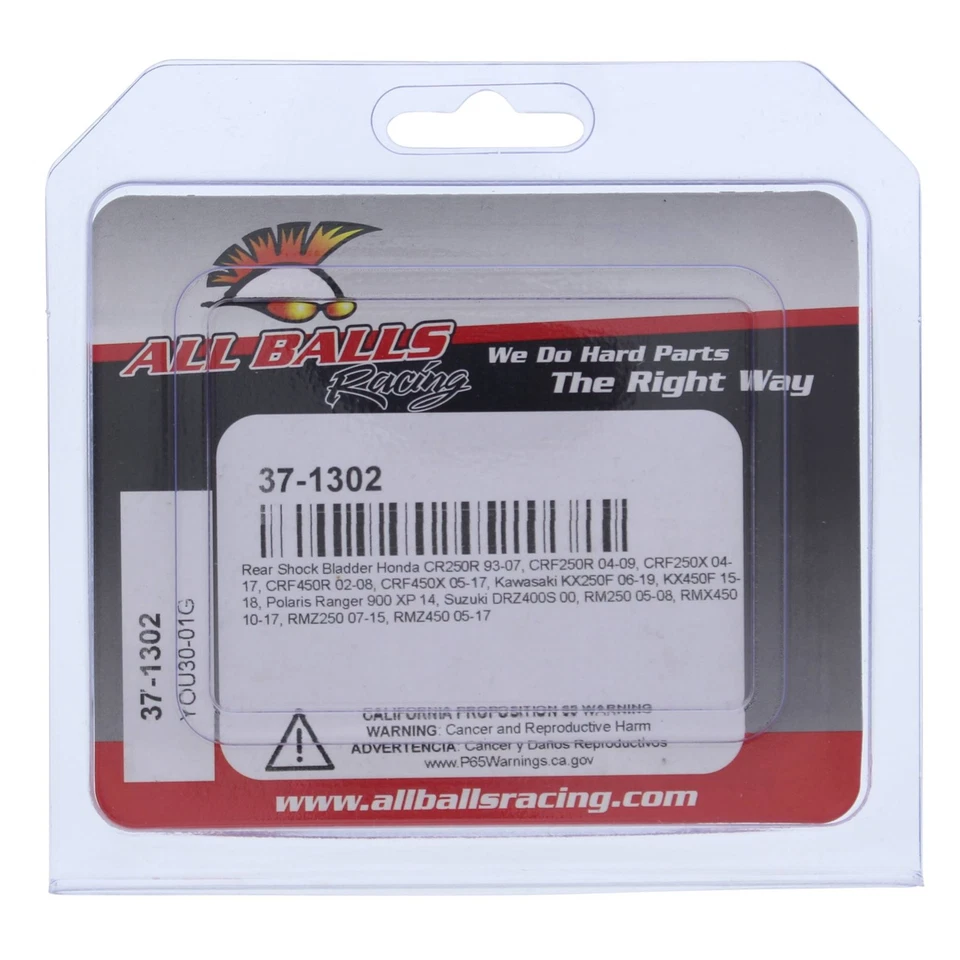 ALL BALLS
Racing
We Do Hard Parts
The Right Way
37-1302
Rear Shock Bladder Honda CR250R 93-07, CRF250R 04-09, CRF250X 04-
17, CRF450R 02-08, CRF450X 05-17, Kawasaki KX250F 06-19, KX450F 15-
18, Polaris Ranger 900 XP 14, Suzuki DRZ400S 00, RM250 05-08, RMX450
10-17, RMZ250 07-15, RMZ450 05-17
37-1302
YOU30-01G
CALIFORNIA PROPOSITION 65 WARNING
WARNING: Cancer and Reproductive Harm
ADVERTENCIA: Cáncer y Daños Reproductivos
www.P65Warnings.ca.gov
www.allballsracing.com